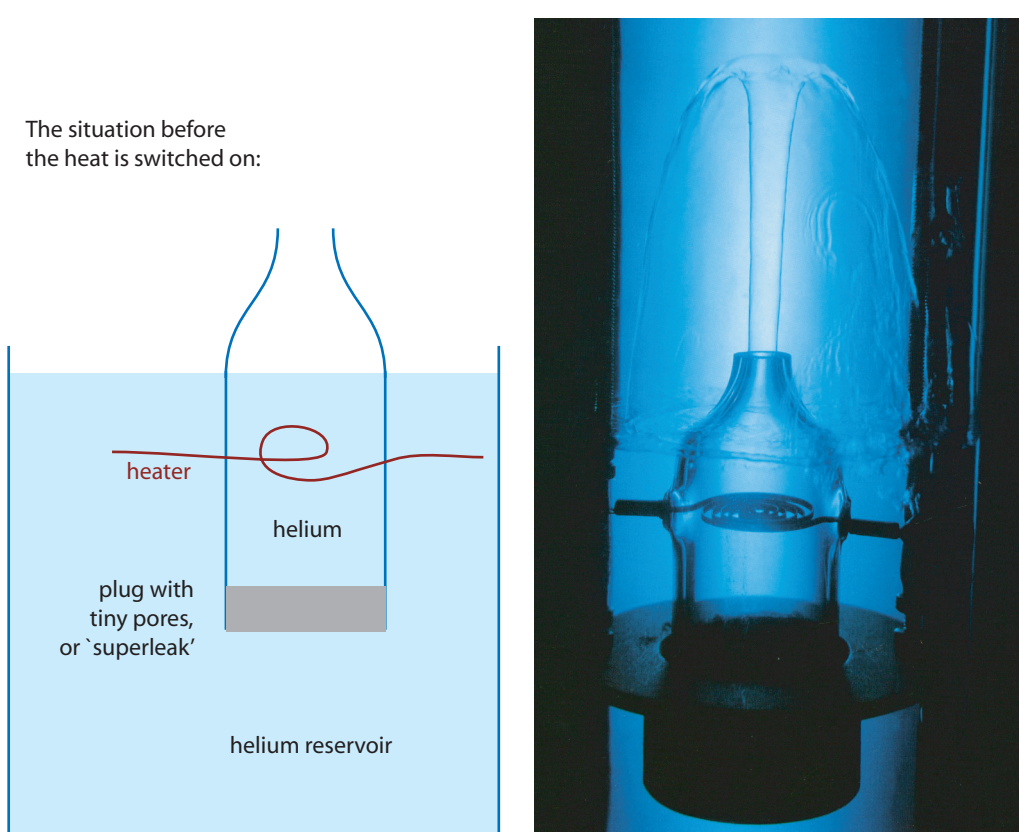 The situation before
the heat is switched on:
heater
helium
plug with
tiny pores,
or `superleak'
helium reservoir